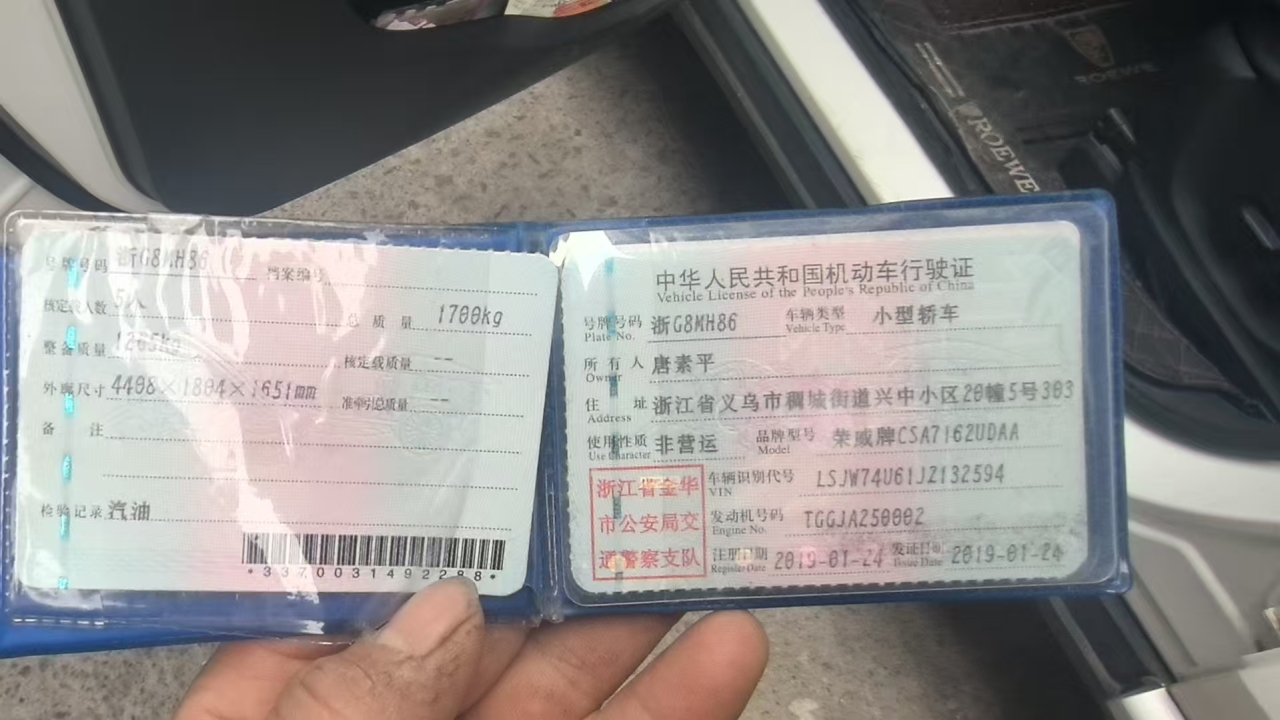 ROEWE
ROEWE
号牌号码 浙G8MH86 档案编号
核定载人数 5人 总质量 1700kg
整备质量 1265kg 核定载质量 --
外廓尺寸 4408×1804×1651mm 准牵引总质量 --
备注
检验记录 汽油
*3370031492288*
中华人民共和国机动车行驶证
Vehicle License of the People's Republic of China
号牌号码 浙G8MH86 车辆类型 小型轿车
Plate No. Vehicle Type
所有人 唐素平
Owner
住址 浙江省义乌市稠城街道兴中小区20幢5号303
Address
使用性质 非营运 品牌型号 荣威牌CSA7162UDAA
Use Character Model
浙江省金华
市公安局交
通警察支队
车辆识别代号 LSJW74U61JZ132594
VIN
发动机号码 TGGJA250002
Engine No.
注册日期 2019-01-24 发证日期 2019-01-24
Register Date Issue Date